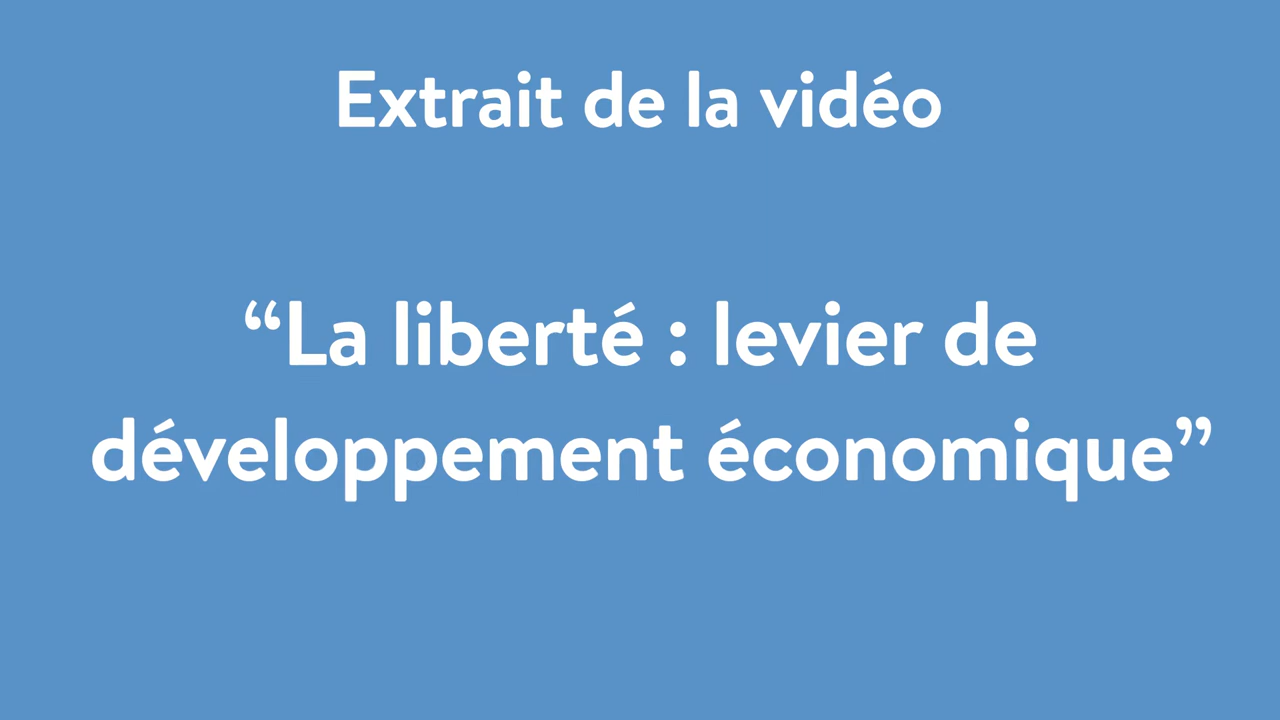 Extrait de la vidéo
“La liberté : levier de
développement économique”